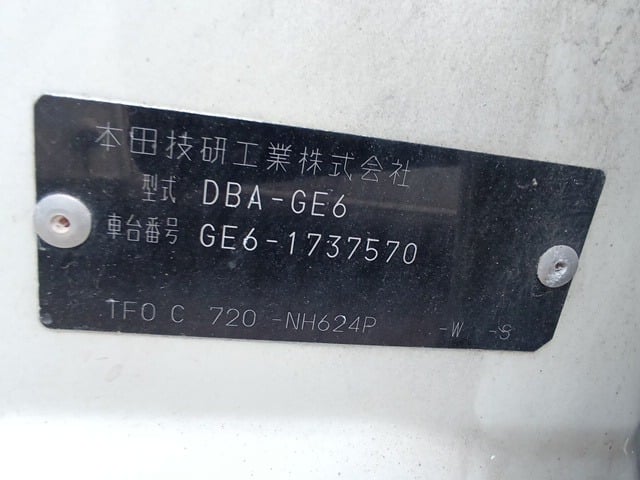 本田技研工業株式会社
型式 DBA-GE6
車台番号 GE6-1737570
TF0 C 720 -NH624P -W -S